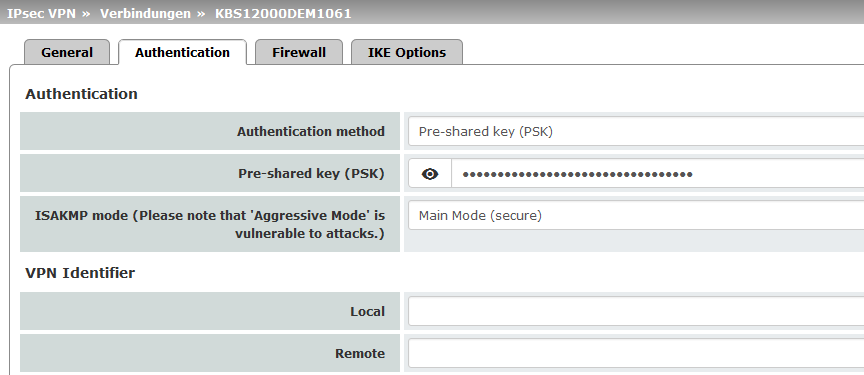 IPsec VPN » Verbindungen » KBS12000DEM1061
General Authentication Firewall IKE Options
Authentication
Authentication method Pre-shared key (PSK)
Pre-shared key (PSK) •••••••••••••••••••••••••••••••••
ISAKMP mode (Please note that 'Aggressive Mode' is Main Mode (secure)
vulnerable to attacks.)
VPN Identifier
Local
Remote